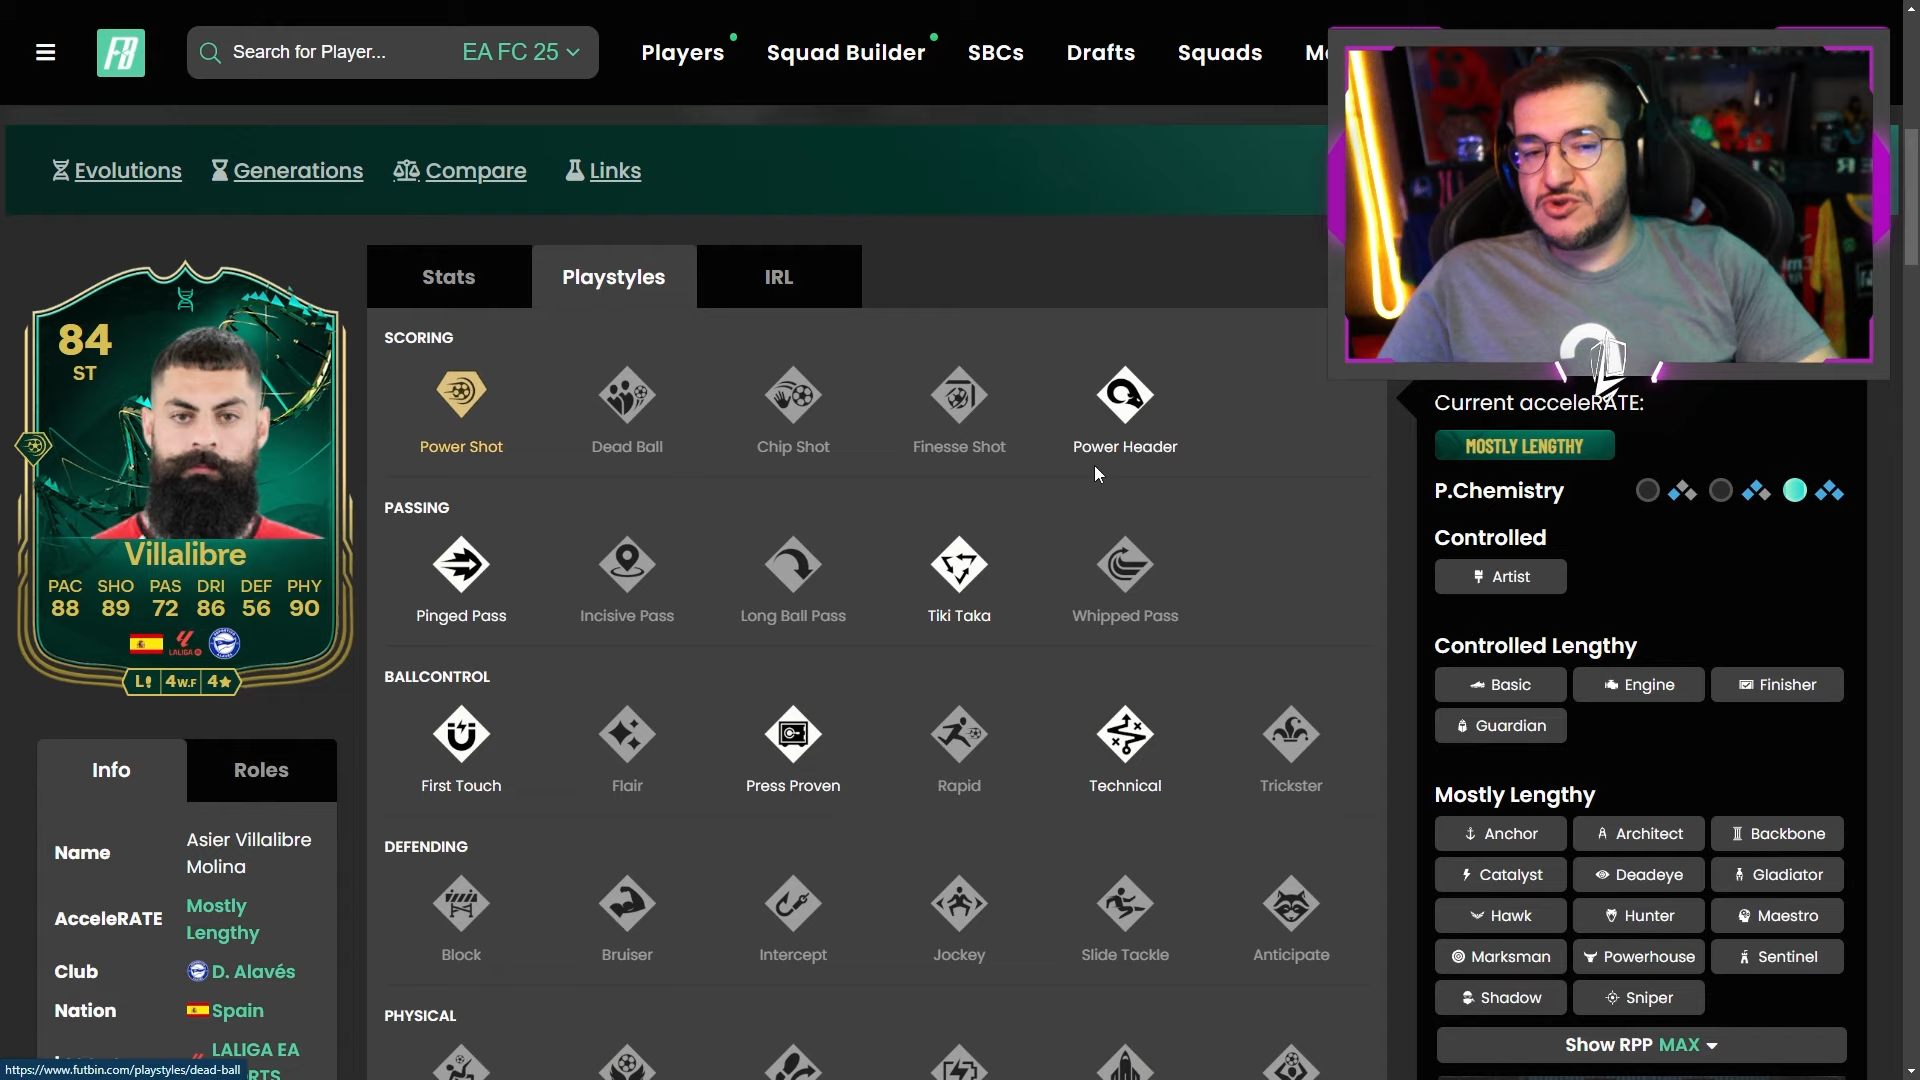 Search for Player...
EA FC 25
Players
Squad Builder
SBCs
Drafts
Squads
Evolutions
Generations
Compare
Links
84
ST
Villalibre
PAC SHO PAS DRI DEF PHY
88 89 72 86 56 90
LALIGA
4W.F
4★
Stats
Playstyles
IRL
SCORING
Power Shot
Dead Ball
Chip Shot
Finesse Shot
Power Header
PASSING
Pinged Pass
Incisive Pass
Long Ball Pass
Tiki Taka
Whipped Pass
BALLCONTROL
First Touch
Flair
Press Proven
Rapid
Technical
Trickster
DEFENDING
Block
Bruiser
Intercept
Jockey
Slide Tackle
Anticipate
PHYSICAL
Info
Roles
Name
Asier Villalibre
Molina
AcceleRATE
Mostly
Lengthy
Club
D. Alavés
Nation
Spain
LALIGA EA
https://www.futbin.com/playstyles/dead-ball
Current acceleRATE:
MOSTLY LENGTHY
P.Chemistry
Controlled
Artist
Controlled Lengthy
Basic
Engine
Finisher
Guardian
Mostly Lengthy
Anchor
Architect
Backbone
Catalyst
Deadeye
Gladiator
Hawk
Hunter
Maestro
Marksman
Powerhouse
Sentinel
Shadow
Sniper
Show RPP MAX